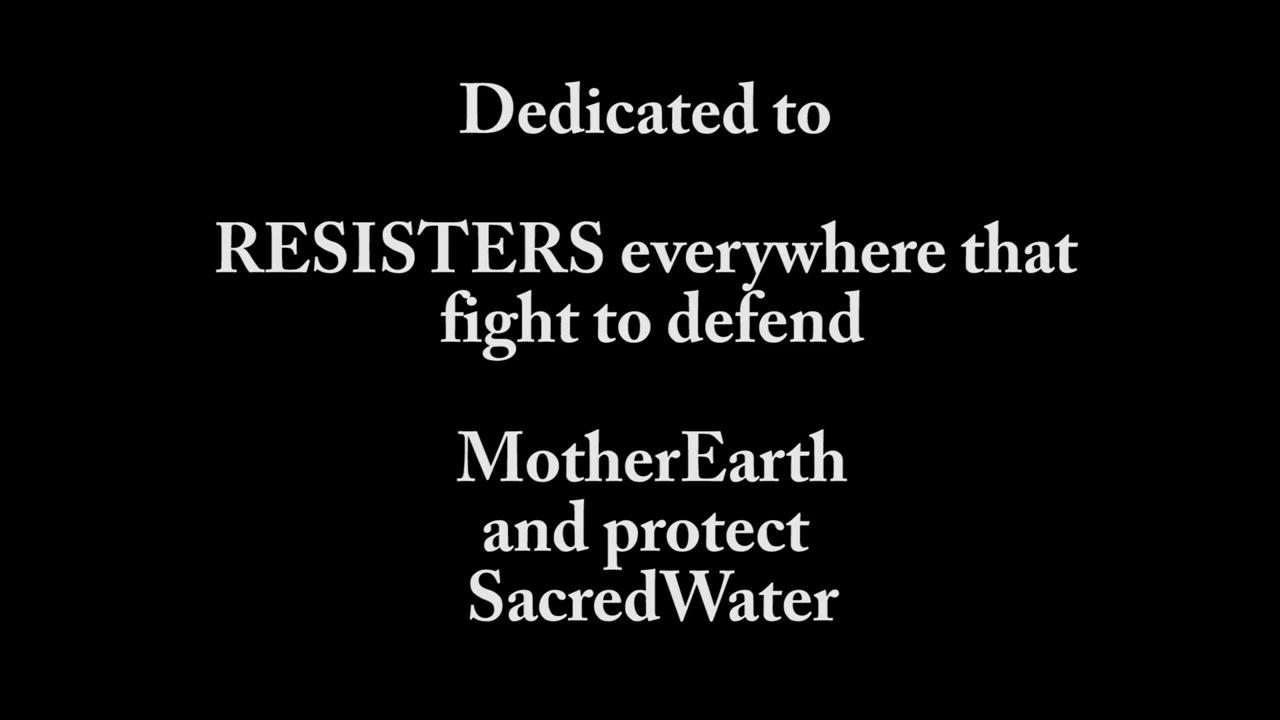 Dedicated to
RESISTERS everywhere that
fight to defend
MotherEarth
and protect
SacredWater